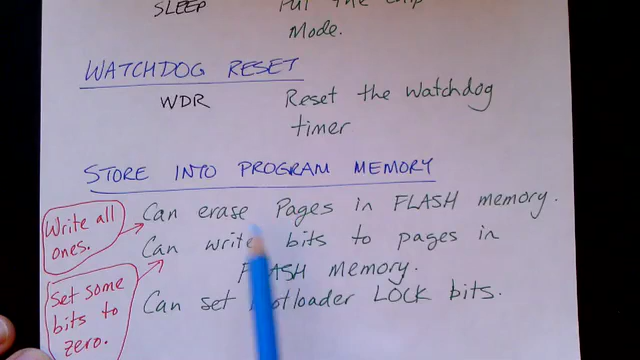 SLEEP Put the chip
Mode.
WATCHDOG RESET
WDR Reset the Watchdog
timer
STORE INTO PROGRAM MEMORY
Write all
ones.
Can erase Pages in FLASH memory.
Can write bits to pages in
FLASH Memory.
Set some
bits to
zero.
Can set LOCK bits.